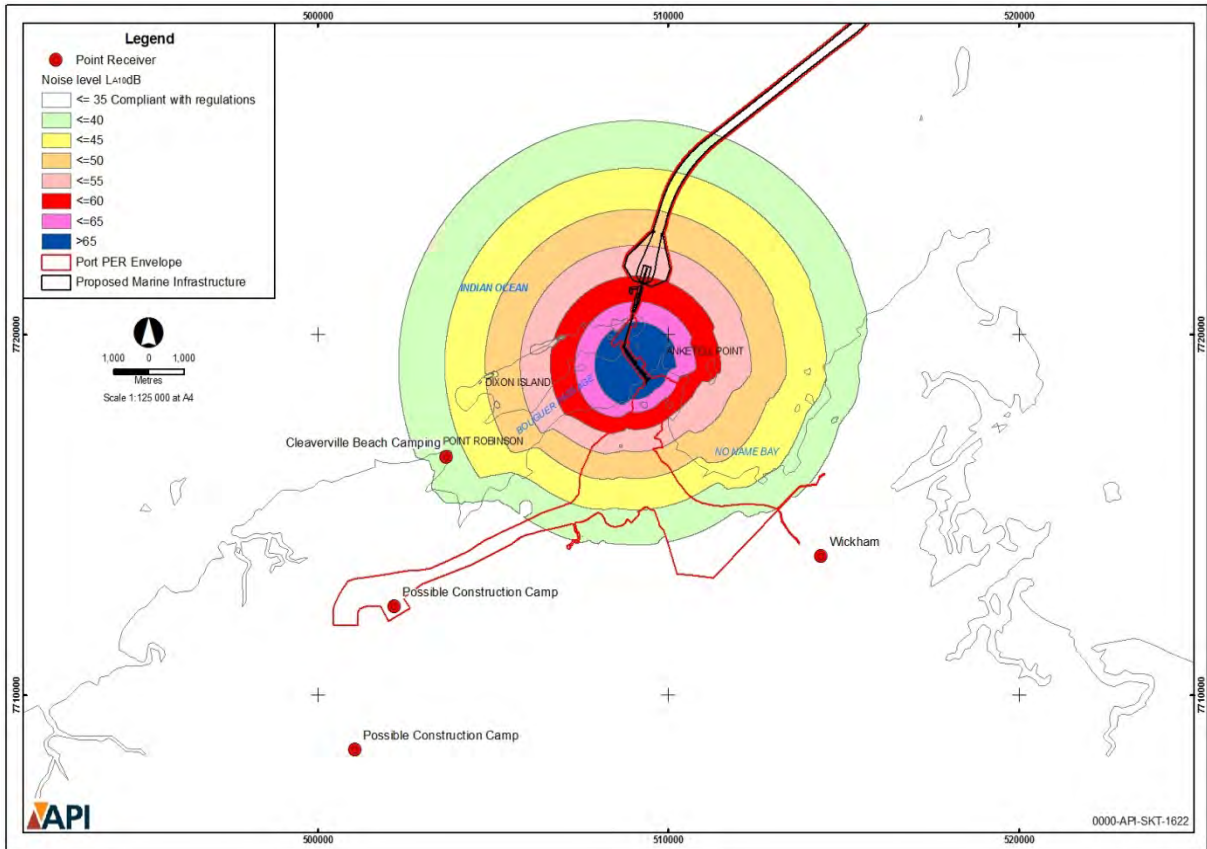 500000
510000
520000
Legend
Point Receiver
Noise level LA10dB
<= 35 Compliant with regulations
<=40
<=45
<=50
<=55
<=60
<=65
>65
Port PER Envelope
Proposed Marine Infrastructure
INDIAN OCEAN
7720000
7720000
1,000 0 1,000
Metres
Scale 1:125 000 at A4
ANKETELL POINT
DIXON ISLAND
BOUGUER PASSAGE
Cleaverville Beach Camping
POINT ROBINSON
NO NAME BAY
Wickham
Possible Construction Camp
7710000
7710000
Possible Construction Camp
API
0000-API-SKT-1622
500000
510000
520000